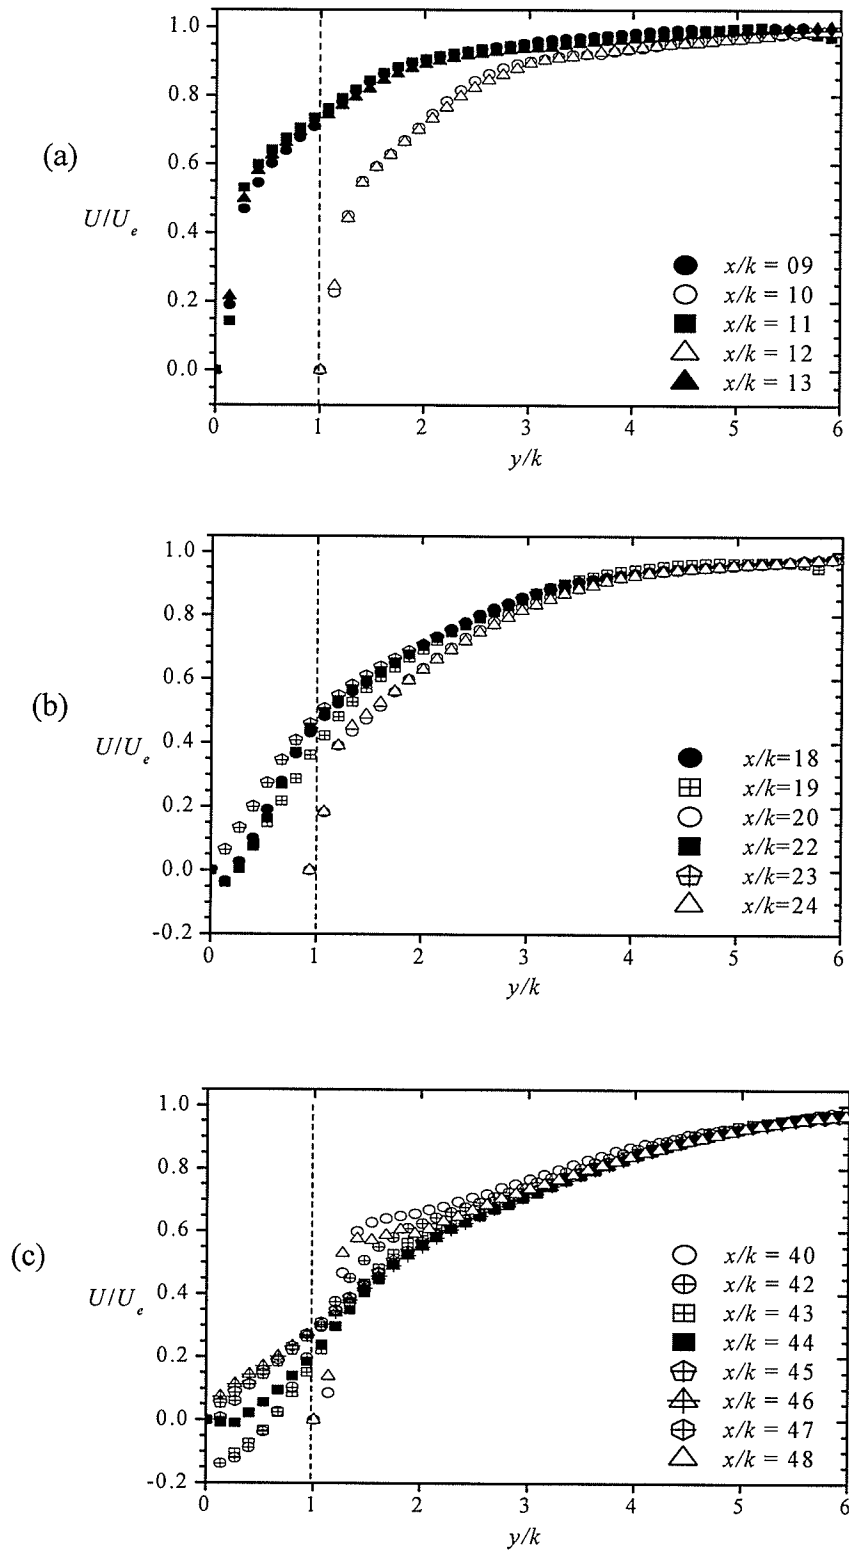 (a)
1.0
0.8
0.6
0.4
0.2
0.0
U/U e
x/k = 09
x/k = 10
x/k = 11
x/k = 12
x/k = 13
0 1 2 3 4 5 6
y/k
(b)
1.0
0.8
0.6
0.4
0.2
0.0
-0.2
U/U e
x/k=18
x/k=19
x/k=20
x/k=22
x/k=23
x/k=24
0 1 2 3 4 5 6
y/k
(c)
1.0
0.8
0.6
0.4
0.2
0.0
-0.2
U/U e
x/k = 40
x/k = 42
x/k = 43
x/k = 44
x/k = 45
x/k = 46
x/k = 47
x/k = 48
0 1 2 3 4 5 6
y/k